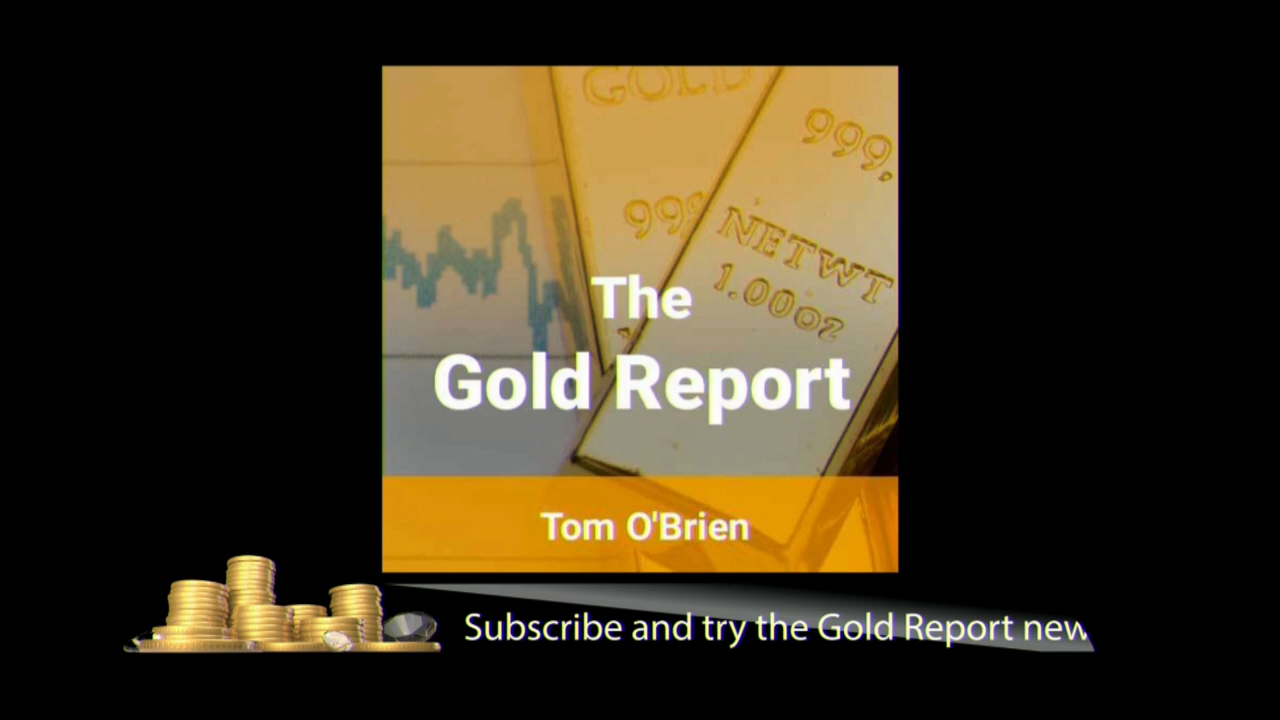 GOLD
999.
999
NETWT
1.00oz
The
Gold Report
Tom O'Brien
Subscribe and try the Gold Report new